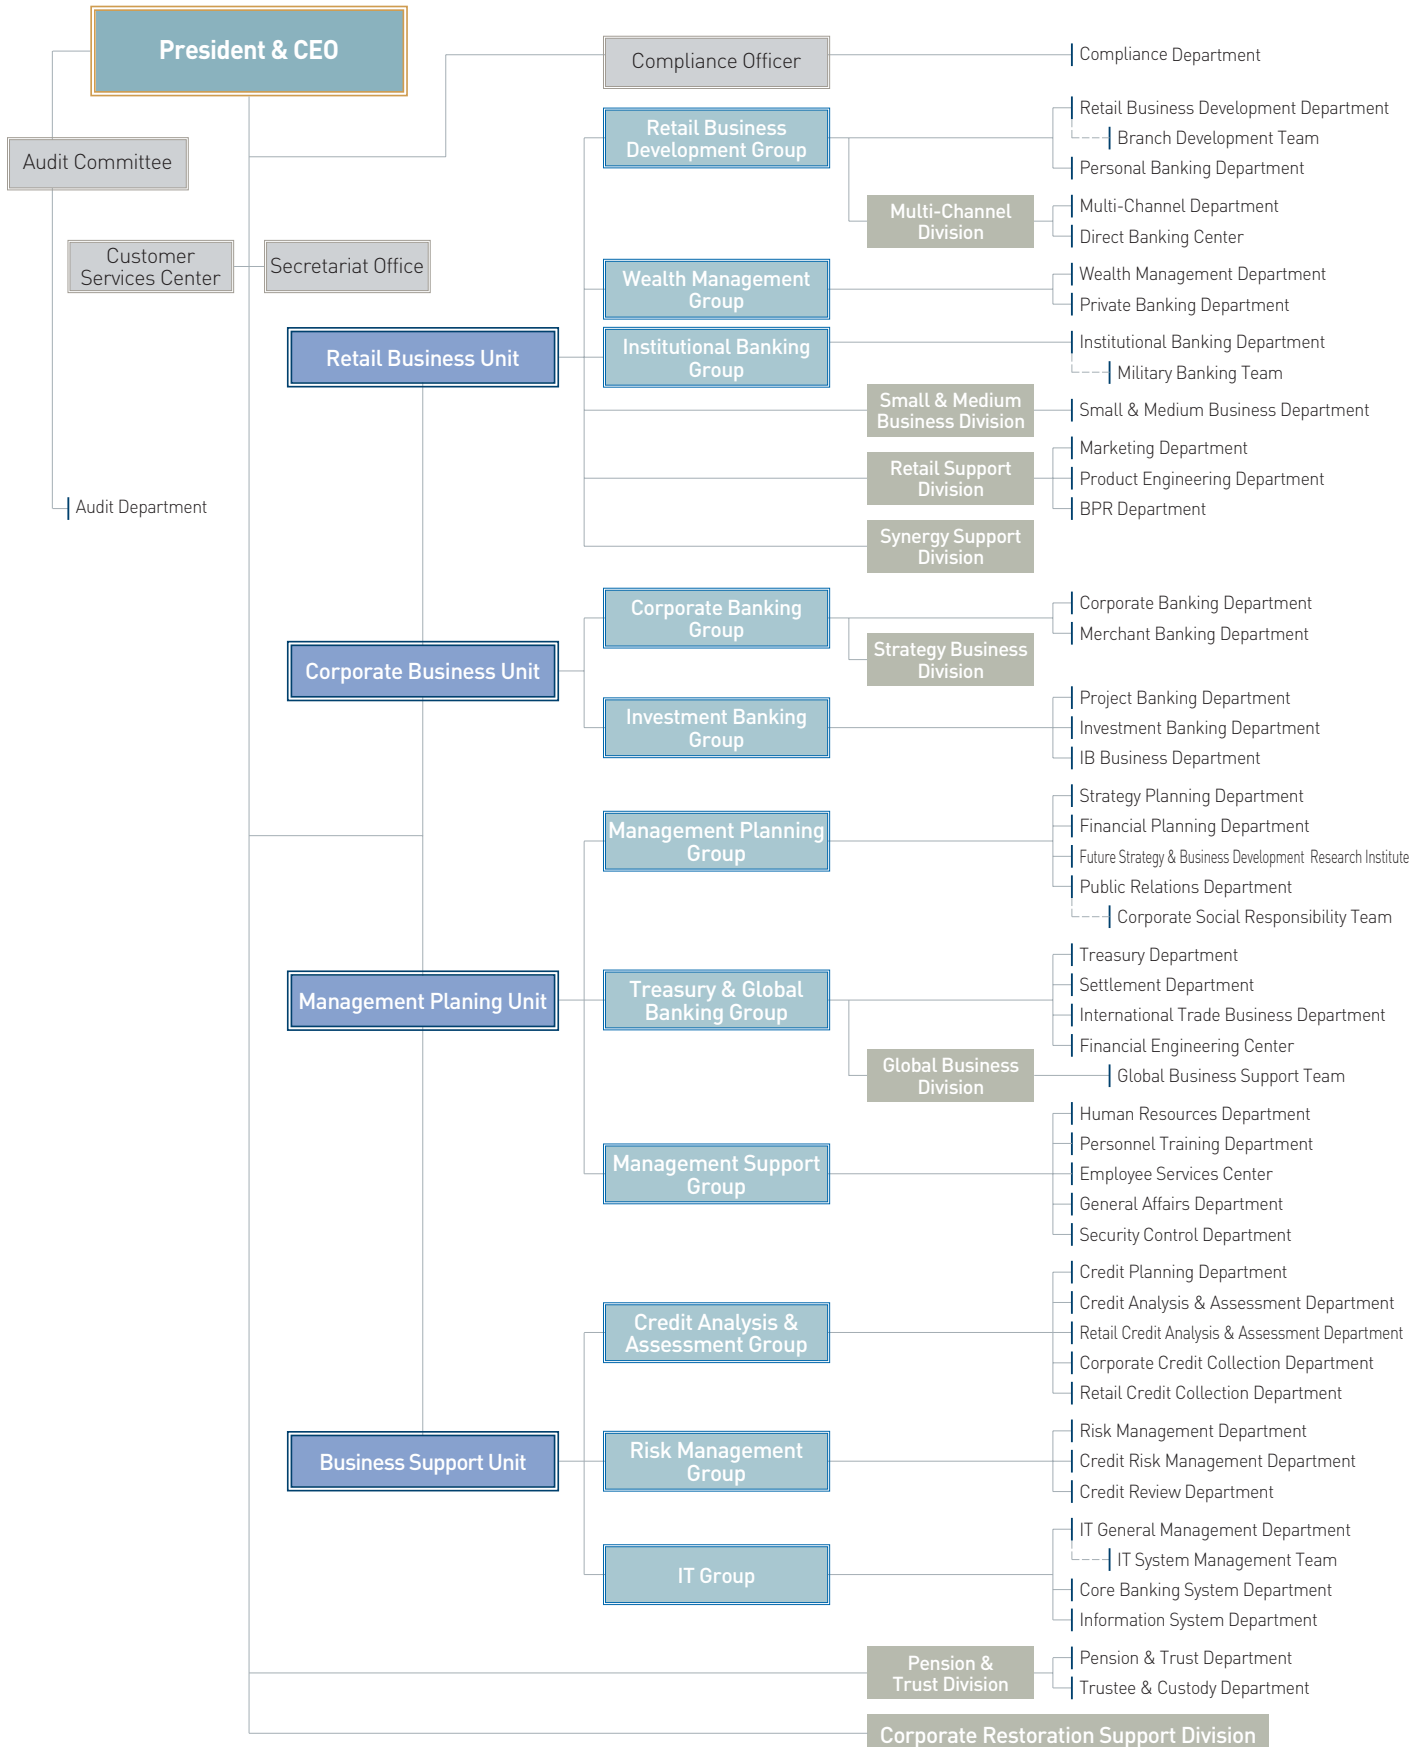 President & CEO
Compliance Officer
Compliance Department
Audit Committee
Customer
Services Center
Secretariat Office
Audit Department
Retail Business Unit
Retail Business
Development Group
Retail Business Development Department
Branch Development Team
Personal Banking Department
Multi-Channel
Division
Multi-Channel Department
Direct Banking Center
Wealth Management
Group
Wealth Management Department
Private Banking Department
Institutional Banking
Group
Institutional Banking Department
Military Banking Team
Small & Medium
Business Division
Small & Medium Business Department
Retail Support
Division
Marketing Department
Product Engineering Department
BPR Department
Synergy Support
Division
Corporate Business Unit
Corporate Banking
Group
Corporate Banking Department
Merchant Banking Department
Strategy Business
Division
Investment Banking
Group
Project Banking Department
Investment Banking Department
IB Business Department
Management Planing Unit
Management Planning
Group
Strategy Planning Department
Financial Planning Department
Future Strategy & Business Development Research Institute
Public Relations Department
Corporate Social Responsibility Team
Treasury & Global
Banking Group
Treasury Department
Settlement Department
International Trade Business Department
Financial Engineering Center
Global Business
Division
Global Business Support Team
Management Support
Group
Human Resources Department
Personnel Training Department
Employee Services Center
General Affairs Department
Security Control Department
Business Support Unit
Credit Analysis &
Assessment Group
Credit Planning Department
Credit Analysis & Assessment Department
Retail Credit Analysis & Assessment Department
Corporate Credit Collection Department
Retail Credit Collection Department
Risk Management
Group
Risk Management Department
Credit Risk Management Department
Credit Review Department
IT Group
IT General Management Department
IT System Management Team
Core Banking System Department
Information System Department
Pension &
Trust Division
Pension & Trust Department
Trustee & Custody Department
Corporate Restoration Support Division